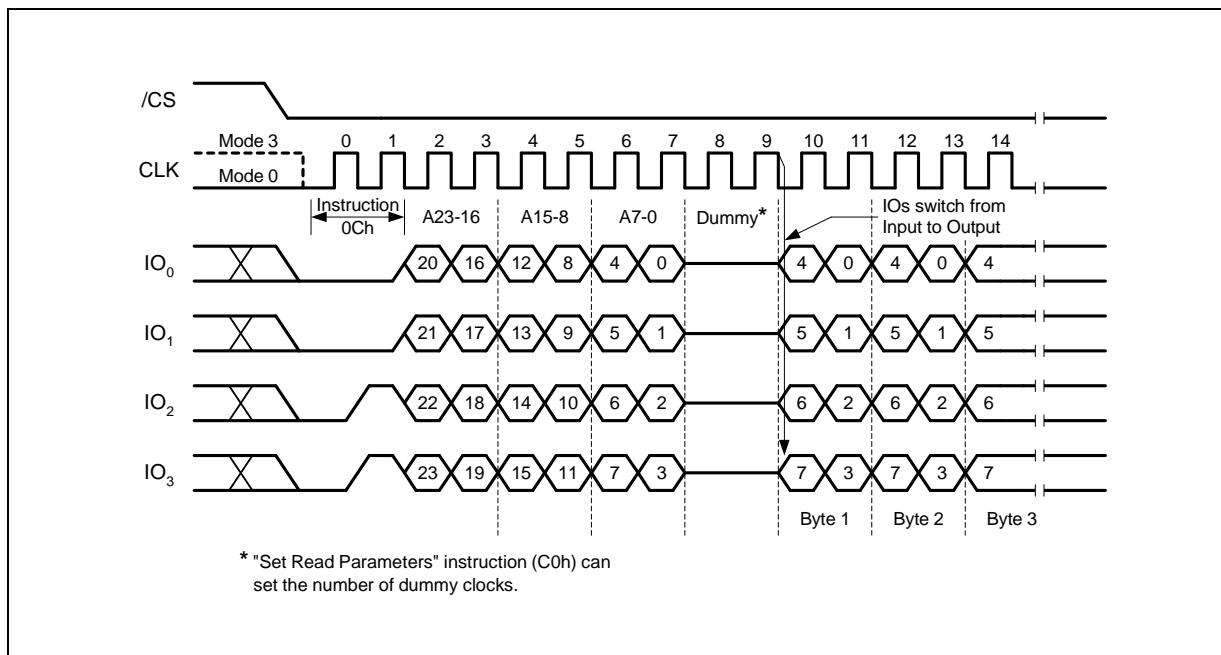 /CS
Mode 3 0 1 2 3 4 5 6 7 8 9 10 11 12 13 14
CLK
Mode 0
Instruction A23-16 A15-8 A7-0 Dummy* IOs switch from
0Ch Input to Output
IO0 20 16 12 8 4 0 4 0 4 0 4
IO1 21 17 13 9 5 1 5 1 5 1 5
IO2 22 18 14 10 6 2 6 2 6 2 6
IO3 23 19 15 11 7 3 7 3 7 3 7
Byte 1 Byte 2 Byte 3
* "Set Read Parameters" instruction (C0h) can
set the number of dummy clocks.